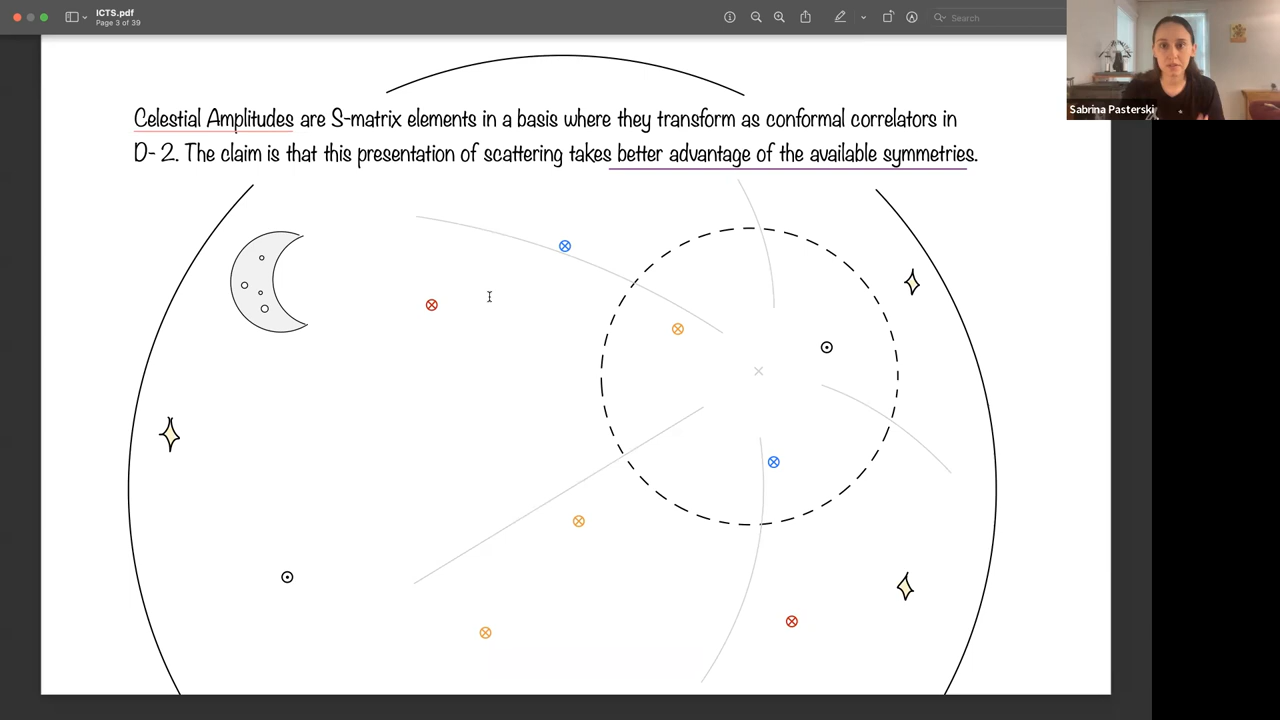 ICTS.pdf
Page 3 of 39
Search
Sabrina Pasterski
Celestial Amplitudes are S-matrix elements in a basis where they transform as conformal correlators in
D-2. The claim is that this presentation of scattering takes better advantage of the available symmetries.